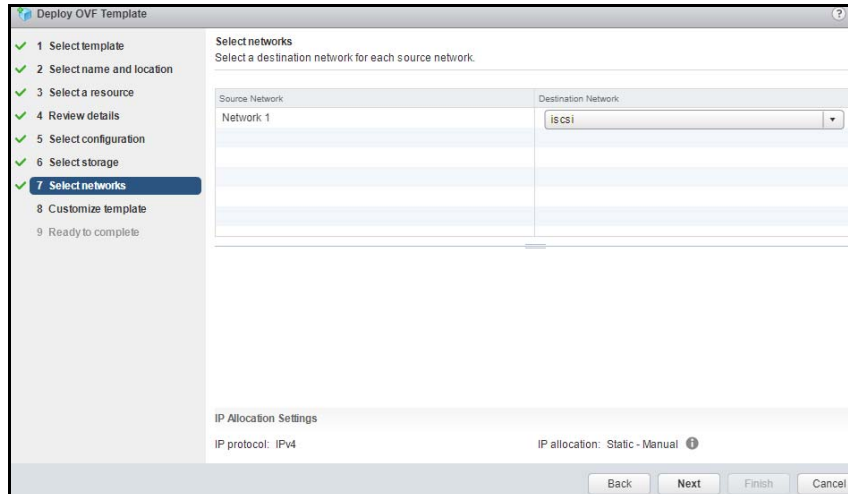 Deploy OVF Template
?
1 Select template
2 Select name and location
3 Select a resource
4 Review details
5 Select configuration
6 Select storage
7 Select networks
8 Customize template
9 Ready to complete
Select networks
Select a destination network for each source network.
Source Network Destination Network
Network 1 iscsi
IP Allocation Settings
IP protocol: IPv4 IP allocation: Static - Manual
Back Next Finish Cancel